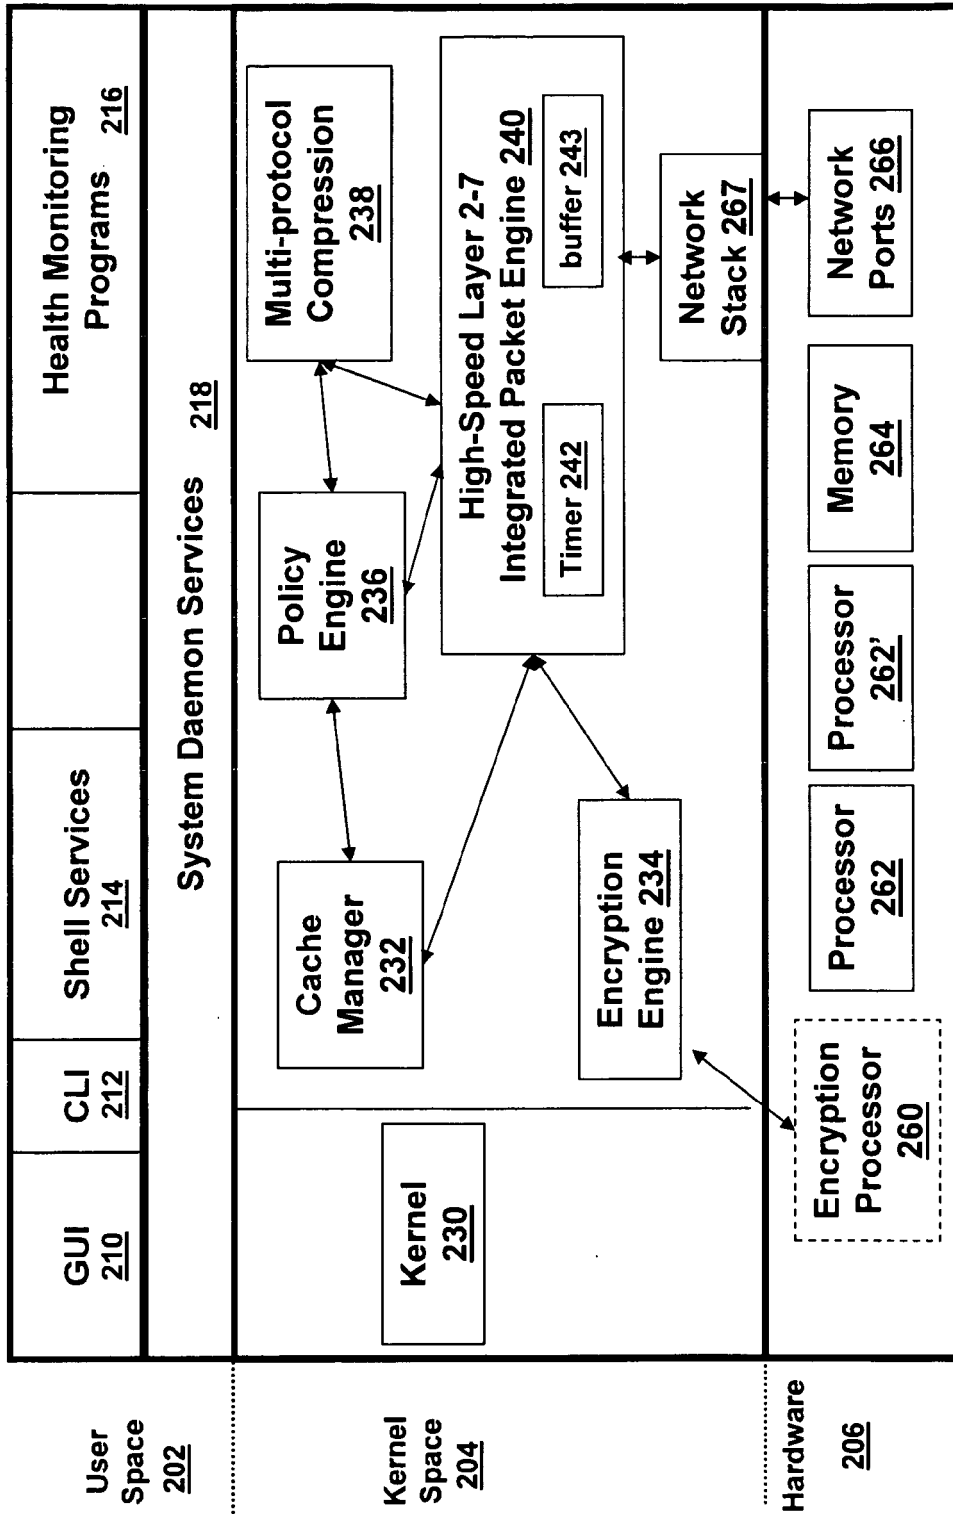 User
Space
202
GUI
210
CLI
212
Shell Services
214
Health Monitoring
Programs 216
System Daemon Services 218
Kernel
Space
204
Kernel
230
Cache
Manager
232
Policy
Engine
236
Multi-protocol
Compression
238
High-Speed Layer 2-7
Integrated Packet Engine 240
Timer 242
buffer 243
Encryption
Engine 234
Network
Stack 267
Hardware
206
Encryption
Processor
260
Processor
262
Processor
262'
Memory
264
Network
Ports 266